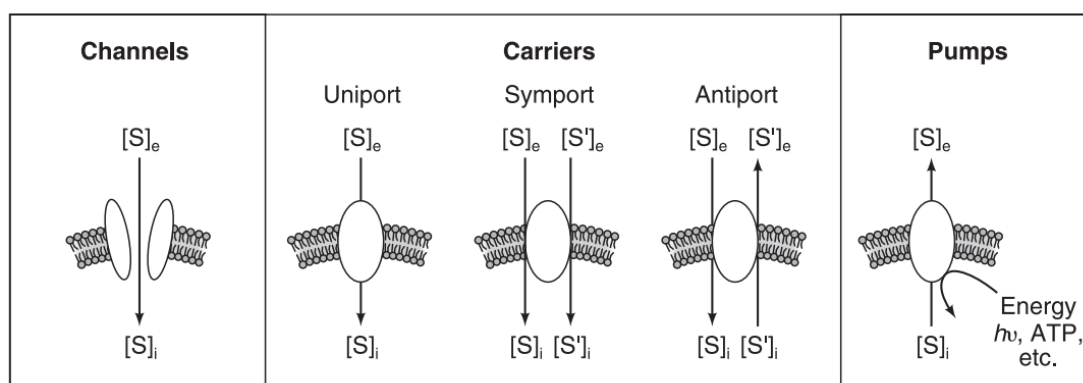 Channels
[S]ₑ
[S]ᵢ
Carriers
Uniport
[S]ₑ
[S]ᵢ
Symport
[S]ₑ [S']ₑ
[S]ᵢ [S']ᵢ
Antiport
[S]ₑ [S']ₑ
[S]ᵢ [S']ᵢ
Pumps
[S]ₑ
[S]ᵢ
Energy
hυ, ATP,
etc.